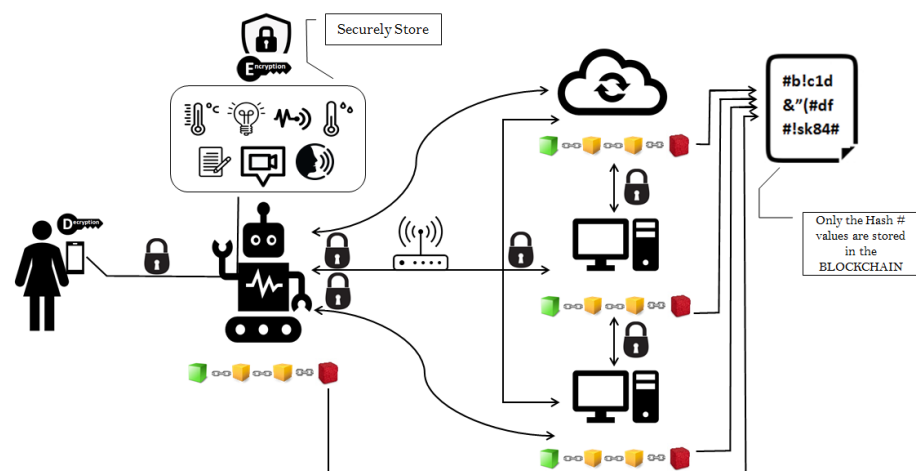 Securely Store
Encryption
°C
#b!c1d
&”(#df
#!sk84#
Decryption
Only the Hash #
values are stored
in the
BLOCKCHAIN